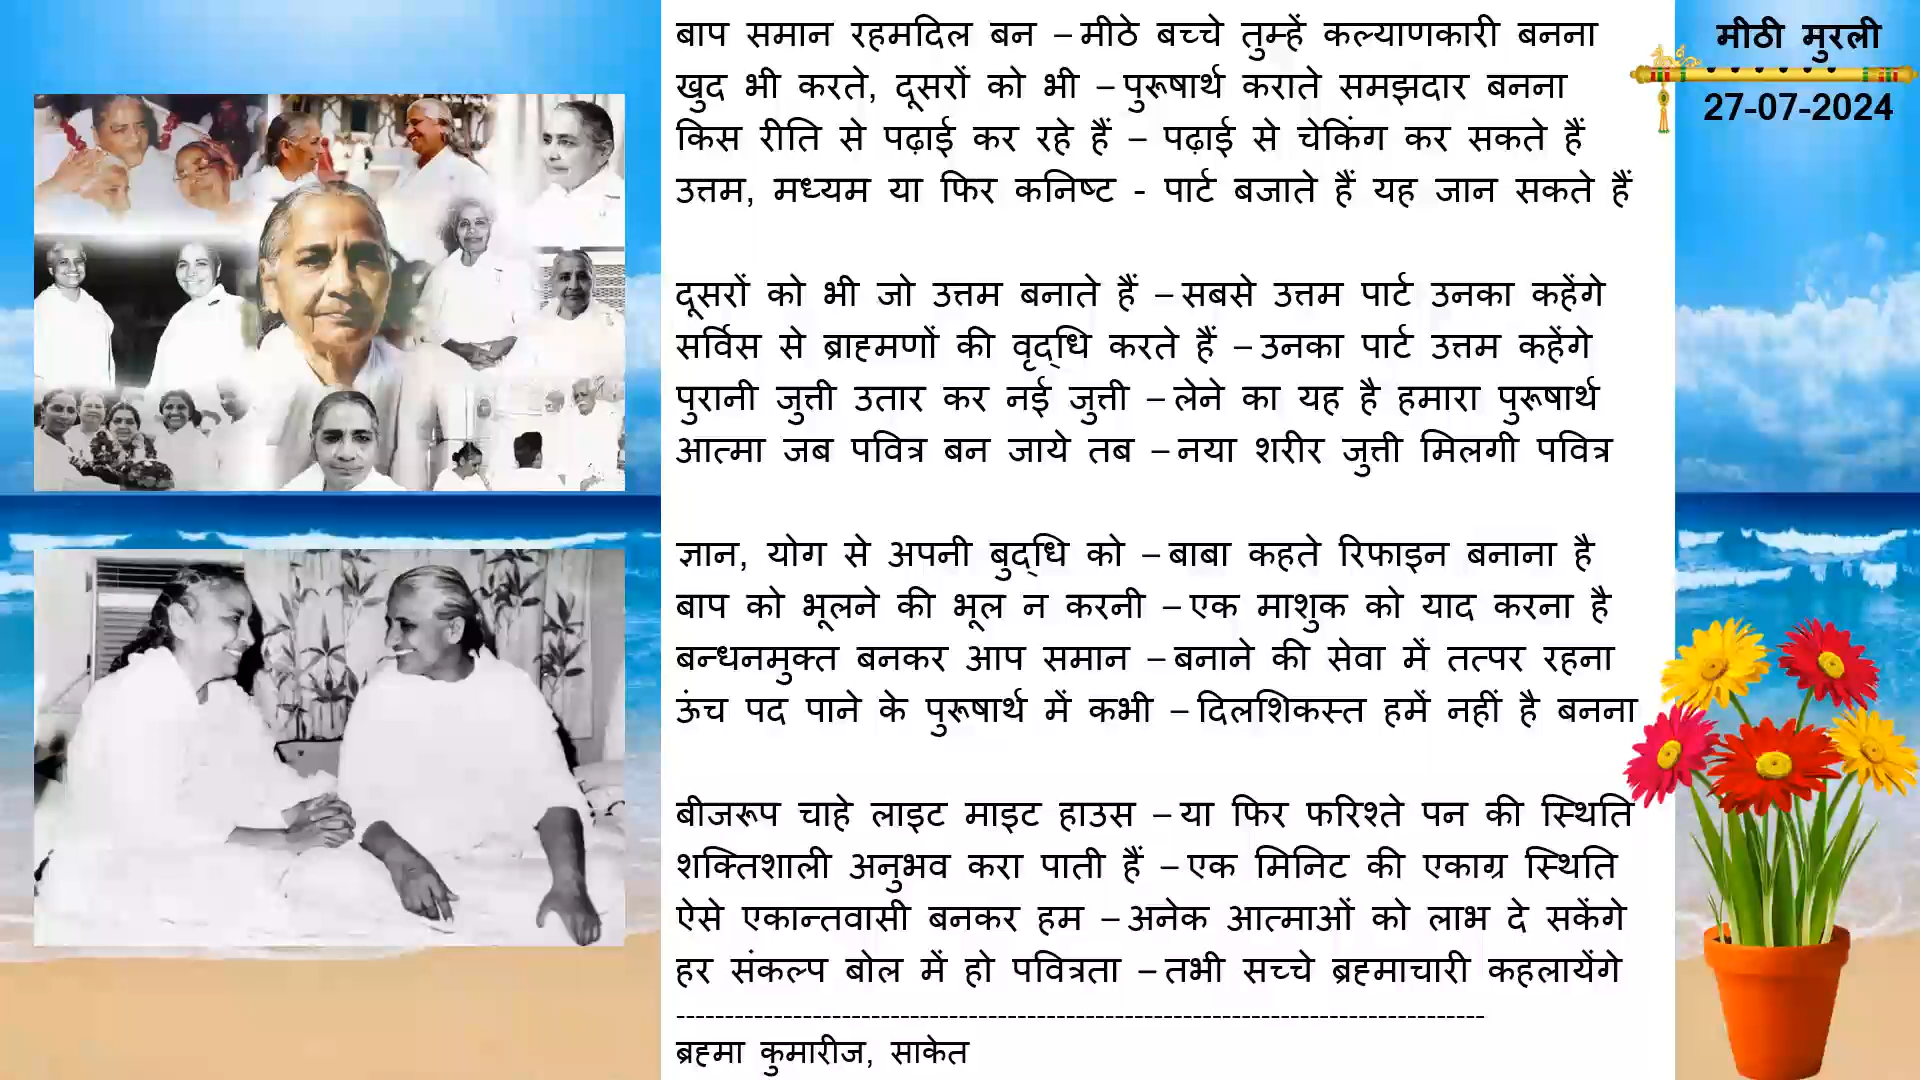 बाप समान रहमदिल बन – मीठे बच्चे तुम्हें कल्याणकारी बनना
खुद भी करते, दूसरों को भी – पुरूषार्थ कराते समझदार बनना
किस रीति से पढ़ाई कर रहे हैं – पढ़ाई से चेकिंग कर सकते हैं
उत्तम, मध्यम या फिर कनिष्ट - पार्ट बजाते हैं यह जान सकते हैं
दूसरों को भी जो उत्तम बनाते हैं – सबसे उत्तम पार्ट उनका कहेंगे
सर्विस से ब्राह्मणों की वृद्धि करते हैं – उनका पार्ट उत्तम कहेंगे
पुरानी जुत्ती उतार कर नई जुत्ती – लेने का यह है हमारा पुरूषार्थ
आत्मा जब पवित्र बन जाये तब – नया शरीर जुत्ती मिलगी पवित्र
ज्ञान, योग से अपनी बुद्धि को – बाबा कहते रिफाइन बनाना है
बाप को भूलने की भूल न करनी – एक माशुक को याद करना है
बन्धनमुक्त बनकर आप समान – बनाने की सेवा में तत्पर रहना
ऊंच पद पाने के पुरूषार्थ में कभी – दिलशिकस्त हमें नहीं है बनना
बीजरूप चाहे लाइट माइट हाउस – या फिर फरिश्ते पन की स्थिति
शक्तिशाली अनुभव करा पाती हैं – एक मिनिट की एकाग्र स्थिति
ऐसे एकान्तवासी बनकर हम – अनेक आत्माओं को लाभ दे सकेंगे
हर संकल्प बोल में हो पवित्रता – तभी सच्चे ब्रह्माचारी कहलायेंगे
-----------------------------------------------------------------------------------
ब्रह्मा कुमारीज, साकेत
मीठी मुरली
27-07-2024